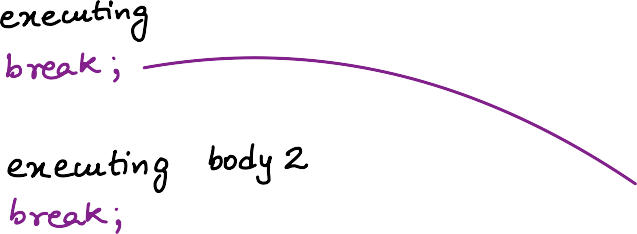 executing
break;
executing body 2
break;